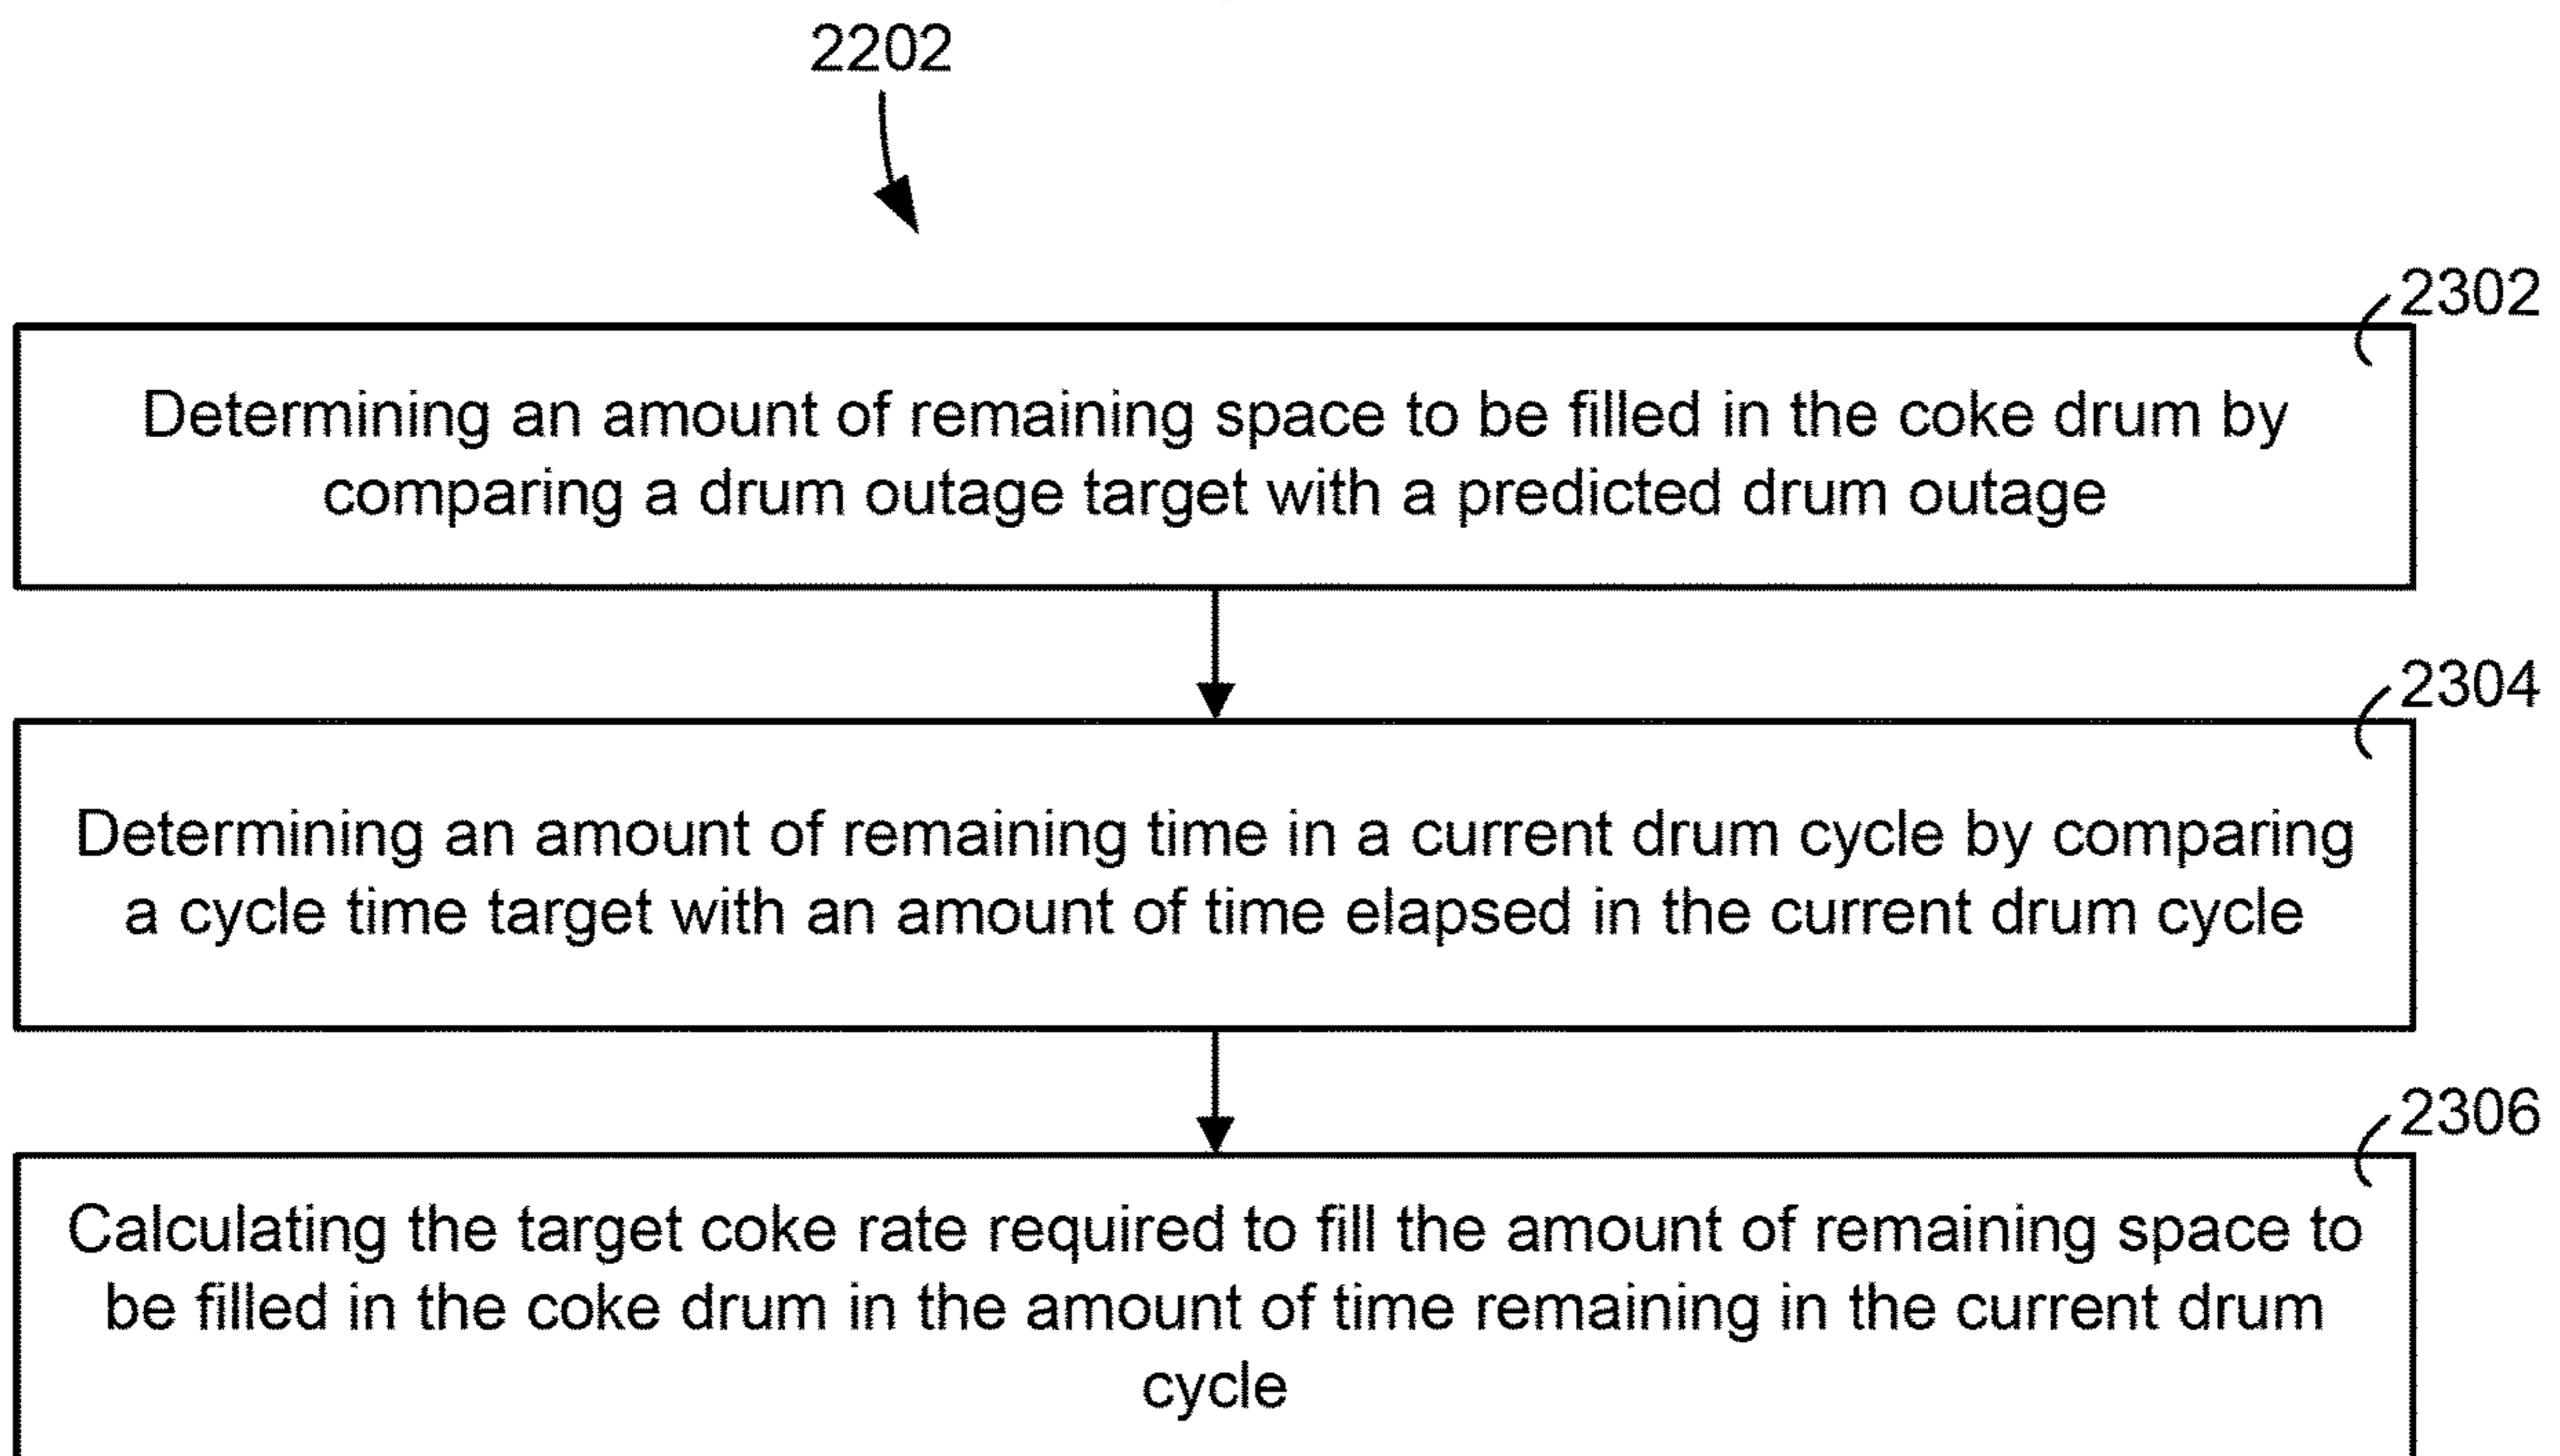 2202
2302
Determining an amount of remaining space to be filled in the coke drum by
comparing a drum outage target with a predicted drum outage
2304
Determining an amount of remaining time in a current drum cycle by comparing
a cycle time target with an amount of time elapsed in the current drum cycle
2306
Calculating the target coke rate required to fill the amount of remaining space to
be filled in the coke drum in the amount of time remaining in the current drum
cycle